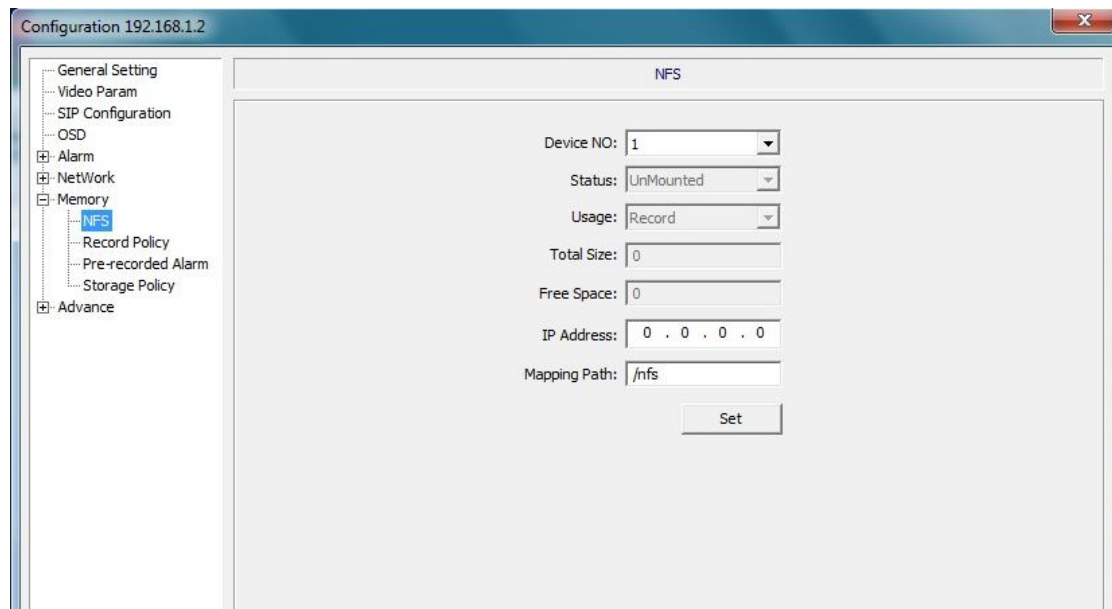 Configuration 192.168.1.2
General Setting
Video Param
SIP Configuration
OSD
Alarm
NetWork
Memory
NFS
Record Policy
Pre-recorded Alarm
Storage Policy
Advance
NFS
Device NO: 1
Status: UnMounted
Usage: Record
Total Size: 0
Free Space: 0
IP Address: 0 . 0 . 0 . 0
Mapping Path: /nfs
Set